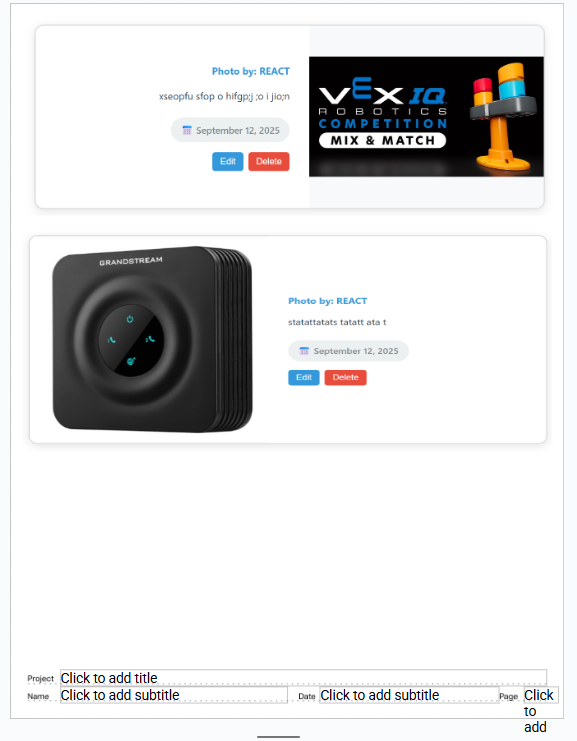 Photo by: REACT
xseopfu sfop o hifgp;j ;o i jio;n
September 12, 2025
Edit Delete
VEX IQ
ROBOTICS
COMPETITION
MIX & MATCH
GRANDSTREAM
Photo by: REACT
statattatats tatatt ata t
September 12, 2025
Edit Delete
Project Click to add title
Name Click to add subtitle Date Click to add subtitle Page Click
to
add